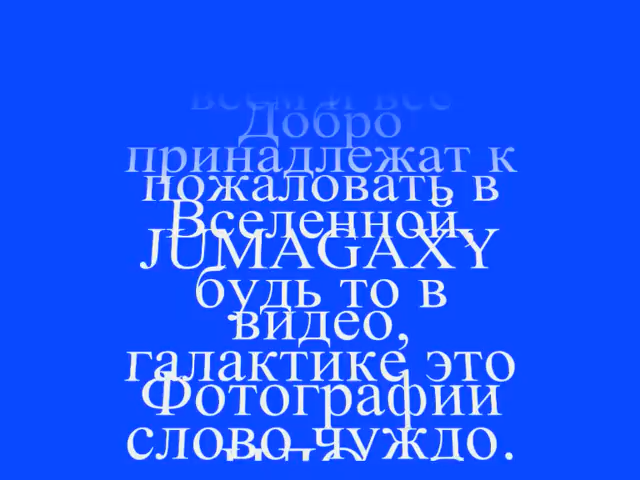 всем и все
Добро
принадлежат к
пожаловать в
Вселенной,
JUMAGAXY
будь то в
видео,
галактике это
Фотографии
слово чуждо.